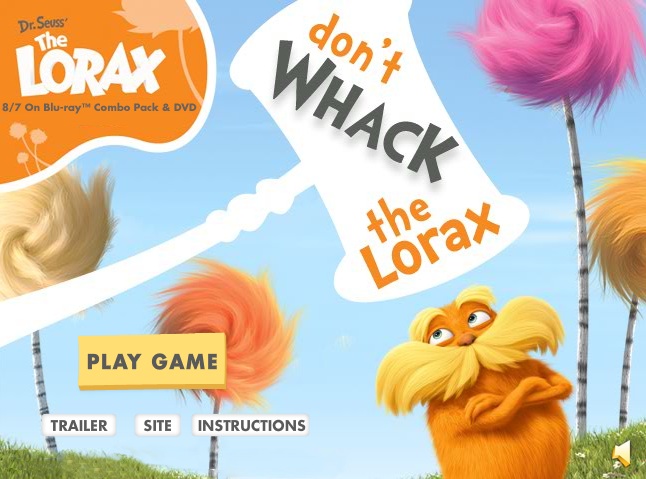 Dr. Seuss'
The
LORAX
8/7 On Blu-ray™ Combo Pack & DVD
don't
WHACK
the
Lorax
PLAY GAME
TRAILER
SITE
INSTRUCTIONS